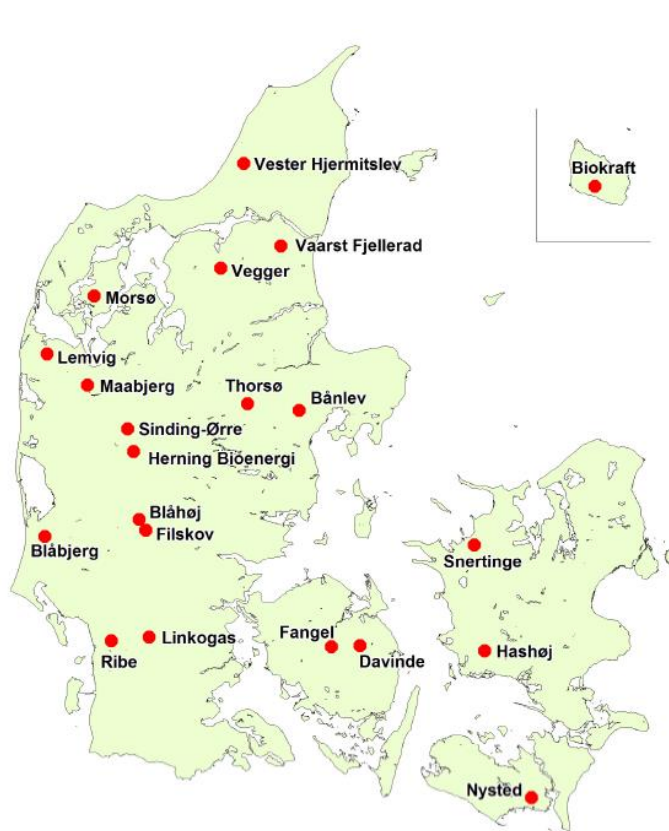 Vester Hjermitslev
Biokraft
Vaarst Fjellerad
Vegger
Morsø
Lemvig
Maabjerg
Thorsø
Bånlev
Sinding-Ørre
Herning Bioenergi
Blåhøj
Filskov
Blåbjerg
Snertinge
Linkogas
Ribe
Fangel
Davinde
Hashøj
Nysted